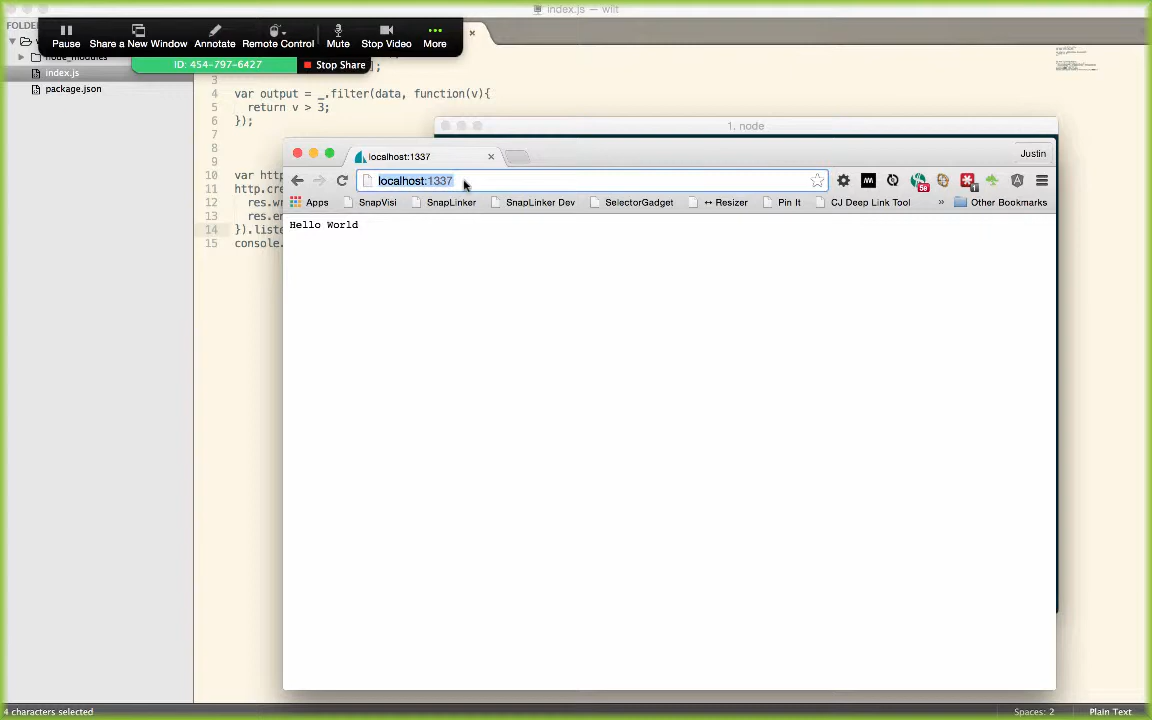 index.js — wiit
FOLDE
Pause
Share a New Window
Annotate
Remote Control
Mute
Stop Video
More
ID: 454-797-6427
Stop Share
node_modules
index.js
package.json
3
4 var output = _.filter(data, function(v){
5 return v > 3;
6 });
7
8
9
10 var http
11 http.cre
12 res.wr
13 res.en
14 }).liste
15 console.
1. node
localhost:1337
Justin
localhost:1337
58
1
Apps
SnapVisi
SnapLinker
SnapLinker Dev
SelectorGadget
↔ Resizer
Pin It
CJ Deep Link Tool
»
Other Bookmarks
Hello World
4 characters selected
Spaces: 2
Plain Text